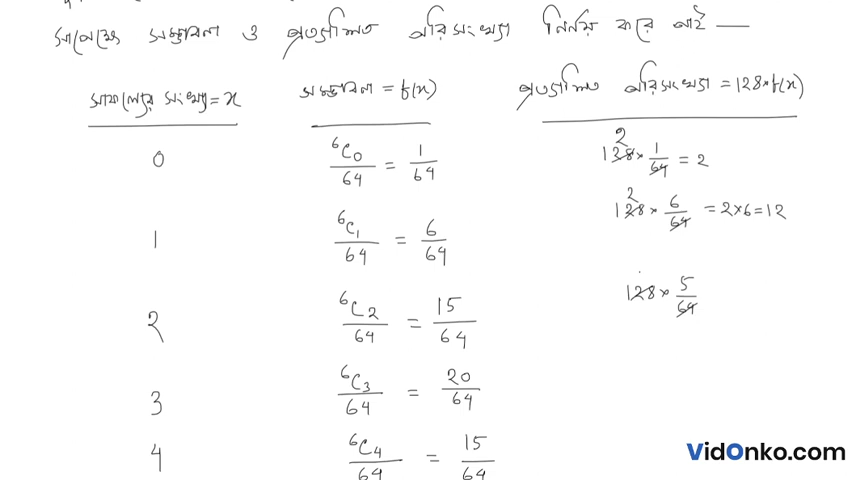 সাপেক্ষে সম্ভাবনা ও প্রত্যাশিত পরিসংখ্যা নির্ণয় করে পাই —
সাফল্যের সংখ্যা = x সম্ভাবনা = f(x) প্রত্যাশিত পরিসংখ্যা = 128 × f(x)
0 ⁶C₀/64 = 1/64 128 × 1/64 = 2
2
1 ⁶C₁/64 = 6/64 128 × 6/64 = 2×6 = 12
2
2 ⁶C₂/64 = 15/64 128 × 5/64
3 ⁶C₃/64 = 20/64
4 ⁶C₄/64 = 15/64
VidOnko.com